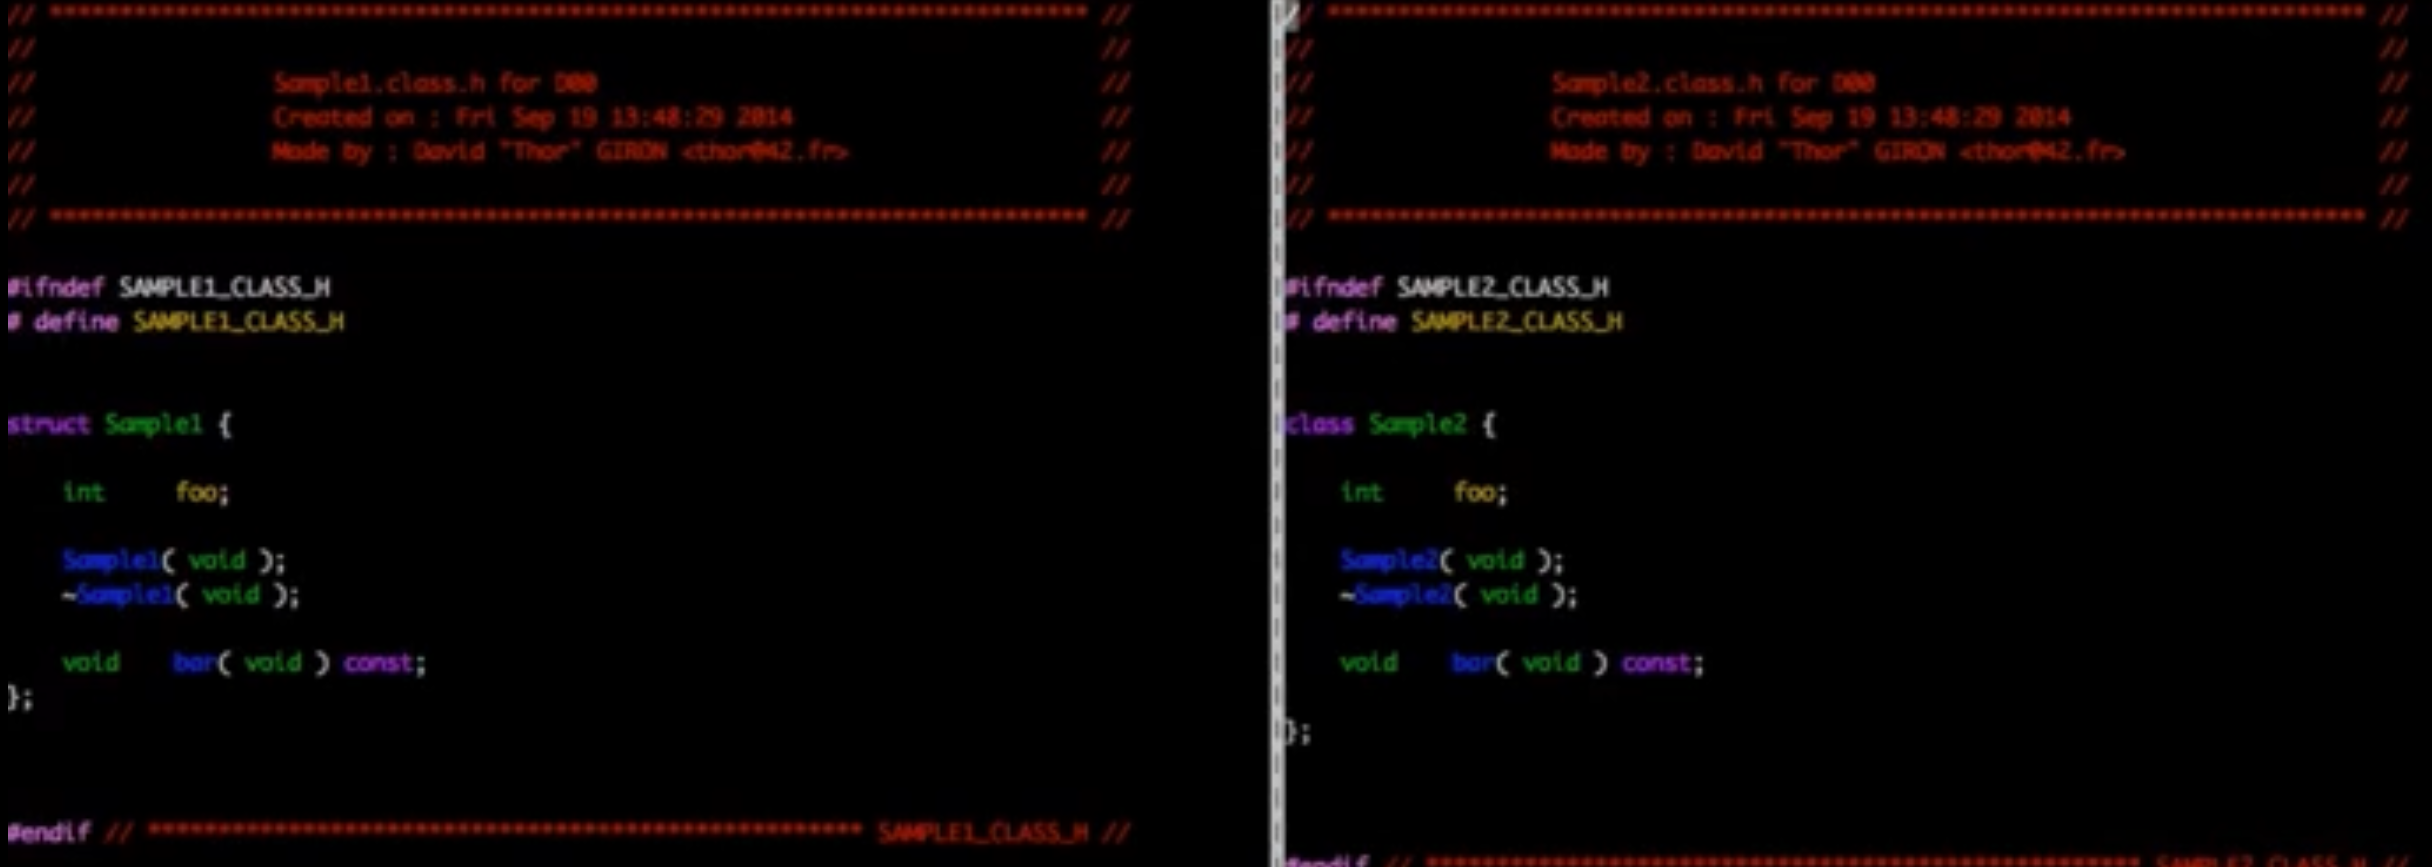 // ************************************************************************** //
//                                                                            //
//                Sample1.class.h for D00                                     //
//                Created on : Fri Sep 19 13:48:29 2014                       //
//                Made by : David "Thor" GIRON <thor@42.fr>                   //
//                                                                            //
// ************************************************************************** //
#ifndef SAMPLE1_CLASS_H
# define SAMPLE1_CLASS_H
struct Sample1 {
    int     foo;
    Sample1( void );
    ~Sample1( void );
    void    bar( void ) const;
};
#endif // *************************************************** SAMPLE1_CLASS_H //
// ************************************************************************** //
//                                                                            //
//                Sample2.class.h for D00                                     //
//                Created on : Fri Sep 19 13:48:29 2014                       //
//                Made by : David "Thor" GIRON <thor@42.fr>                   //
//                                                                            //
// ************************************************************************** //
#ifndef SAMPLE2_CLASS_H
# define SAMPLE2_CLASS_H
class Sample2 {
    int     foo;
    Sample2( void );
    ~Sample2( void );
    void    bar( void ) const;
};
#endif // *************************************************** SAMPLE2_CLASS_H //